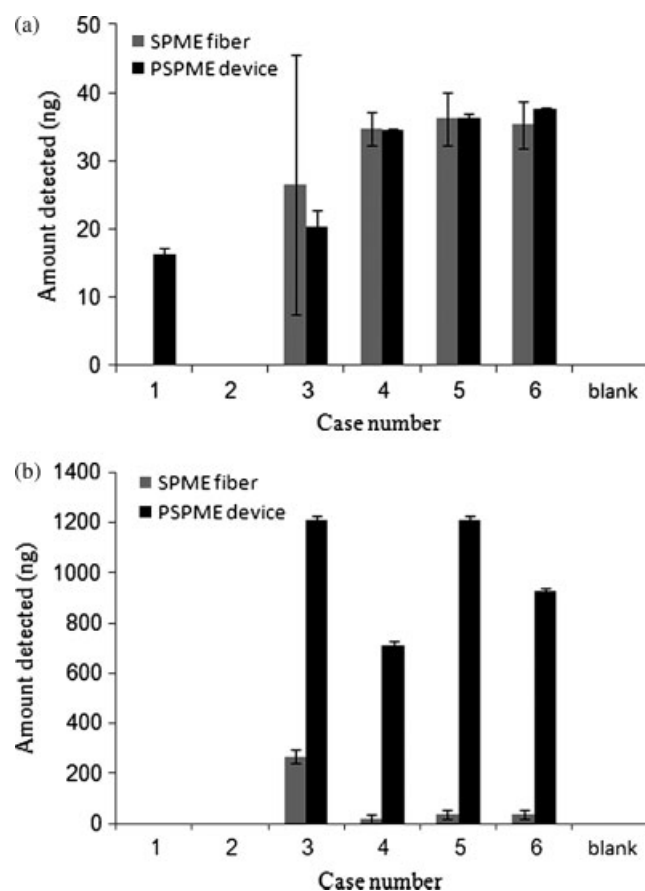 (a)
SPME fiber
PSPME device
Amount detected (ng)
50
40
30
20
10
0
1 2 3 4 5 6 blank
Case number
(b)
SPME fiber
PSPME device
Amount detected (ng)
1400
1200
1000
800
600
400
200
0
1 2 3 4 5 6 blank
Case number